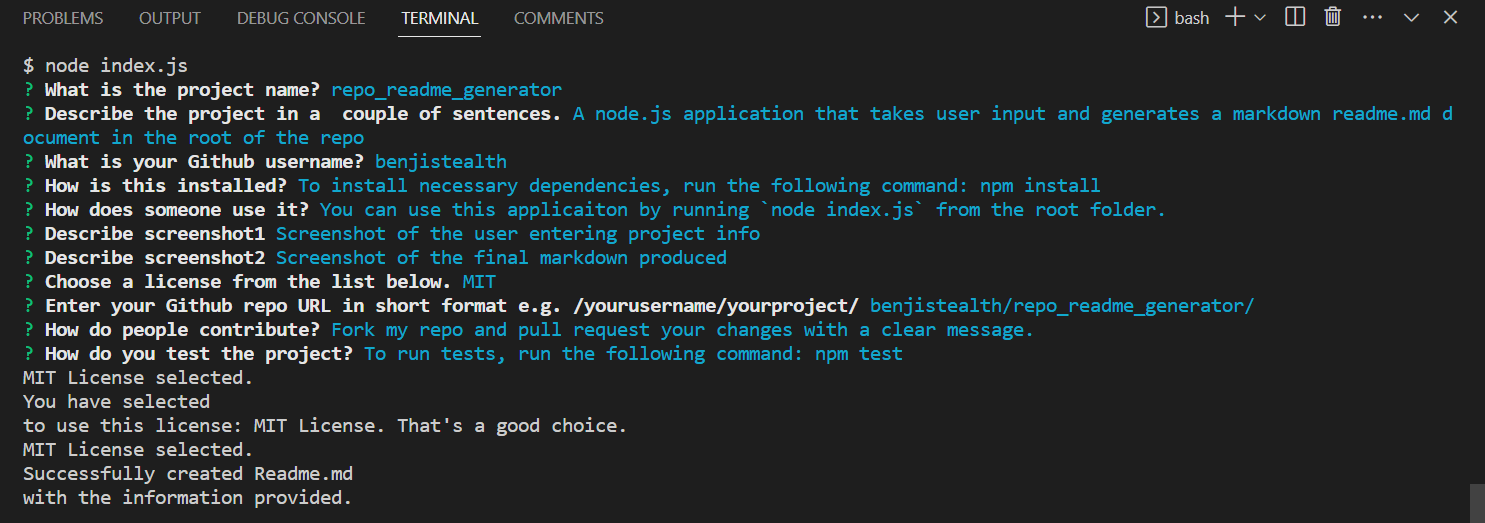 PROBLEMS OUTPUT DEBUG CONSOLE TERMINAL COMMENTS bash
$ node index.js
? What is the project name? repo_readme_generator
? Describe the project in a  couple of sentences. A node.js application that takes user input and generates a markdown readme.md d
ocument in the root of the repo
? What is your Github username? benjistealth
? How is this installed? To install necessary dependencies, run the following command: npm install
? How does someone use it? You can use this applicaiton by running `node index.js` from the root folder.
? Describe screenshot1 Screenshot of the user entering project info
? Describe screenshot2 Screenshot of the final markdown produced
? Choose a license from the list below. MIT
? Enter your Github repo URL in short format e.g. /yourusername/yourproject/ benjistealth/repo_readme_generator/
? How do people contribute? Fork my repo and pull request your changes with a clear message.
? How do you test the project? To run tests, run the following command: npm test
MIT License selected.
You have selected
to use this license: MIT License. That's a good choice.
MIT License selected.
Successfully created Readme.md
with the information provided.